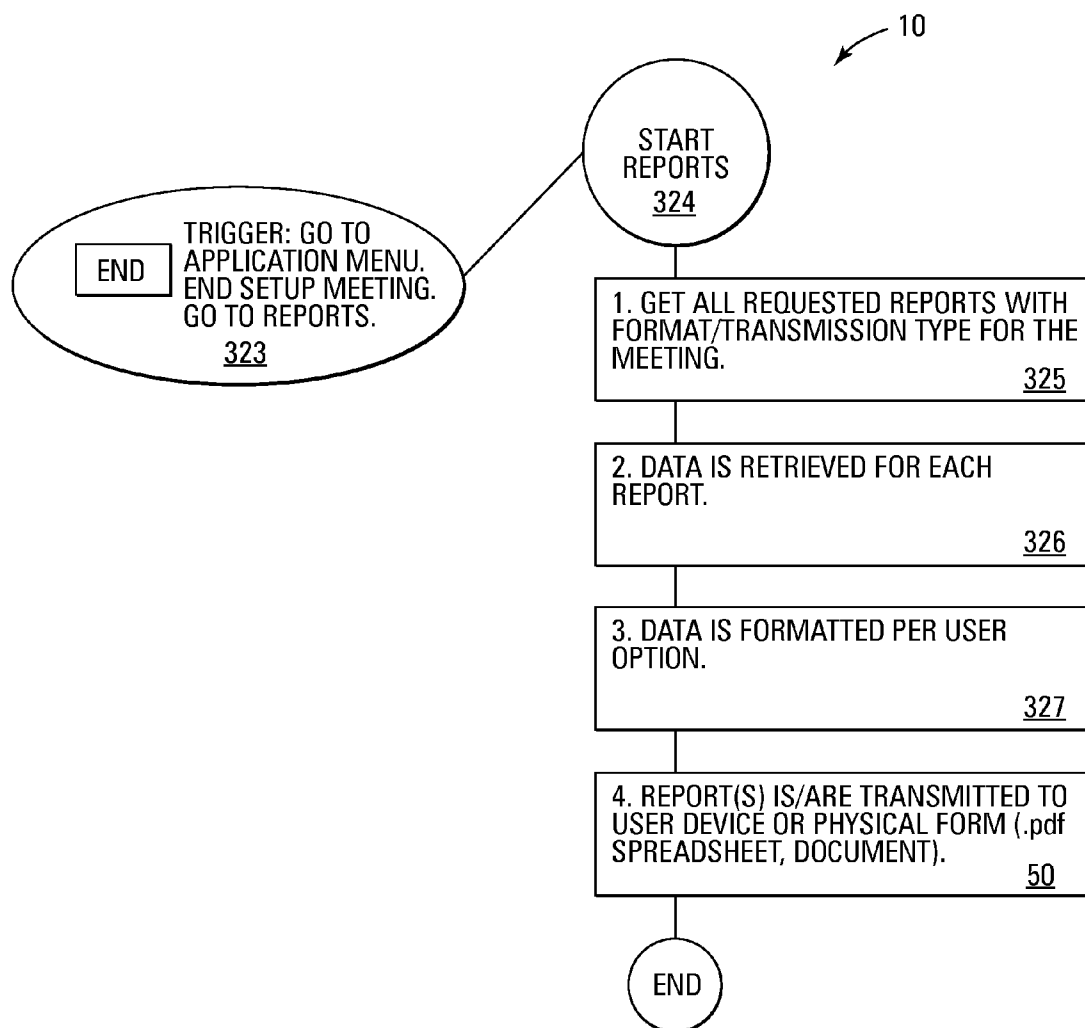 10
START
REPORTS
324
END
TRIGGER: GO TO
APPLICATION MENU.
END SETUP MEETING.
GO TO REPORTS.
323
1. GET ALL REQUESTED REPORTS WITH
FORMAT/TRANSMISSION TYPE FOR THE
MEETING.
325
2. DATA IS RETRIEVED FOR EACH
REPORT.
326
3. DATA IS FORMATTED PER USER
OPTION.
327
4. REPORT(S) IS/ARE TRANSMITTED TO
USER DEVICE OR PHYSICAL FORM (.pdf
SPREADSHEET, DOCUMENT).
50
END